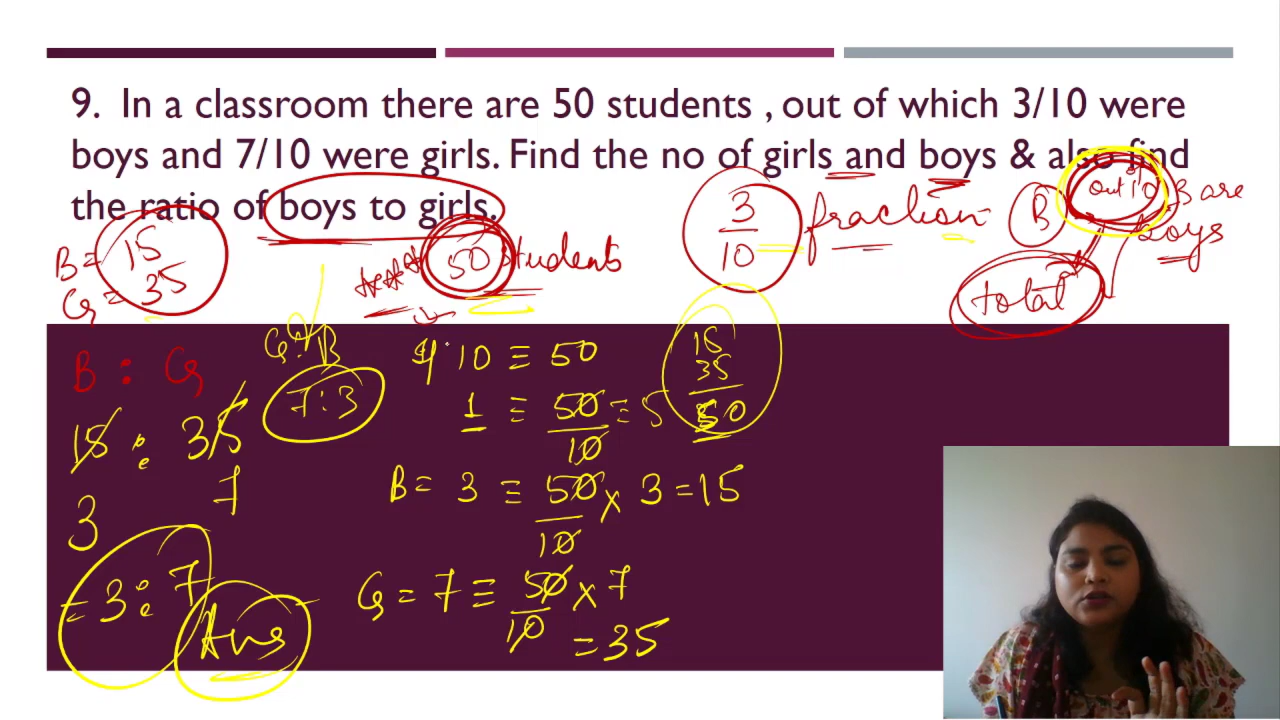 9. In a classroom there are 50 students , out of which 3/10 were
boys and 7/10 were girls. Find the no of girls and boys & also find
the ratio of boys to girls.
B = 15
G = 35
50 students
3/10 fraction
B out of 10 3 are
boys
total
B : G
15 : 35
3 7
= 3 : 7
Ans
G : B
7 : 3
If 10 ≡ 50
1 ≡ 50/10 ≡ 5
B = 3 ≡ 50/10 × 3 = 15
G = 7 ≡ 50/10 × 7
= 35
15
35
50